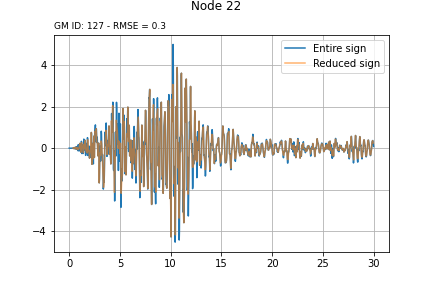 Node 22
GM ID: 127 - RMSE = 0.3
Entire sign
Reduced sign
4
2
0
−2
−4
0 5 10 15 20 25 30